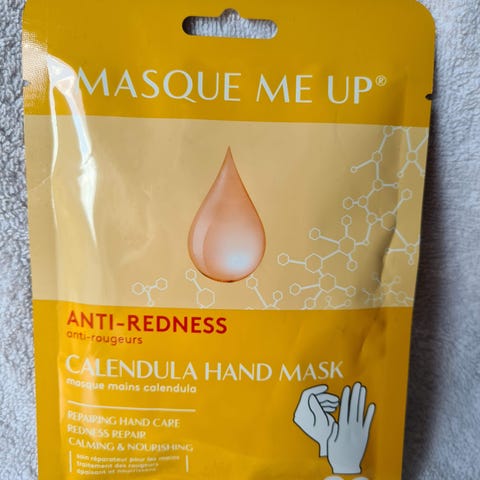 MASQUE ME UP®
ANTI-REDNESS
anti-rougeurs
CALENDULA HAND MASK
masque mains calendula
REPAIRING HAND CARE
REDNESS REPAIR
CALMING & NOURISHING
soin réparateur pour les mains
traitement des rougeurs
apaisant et nourrissant